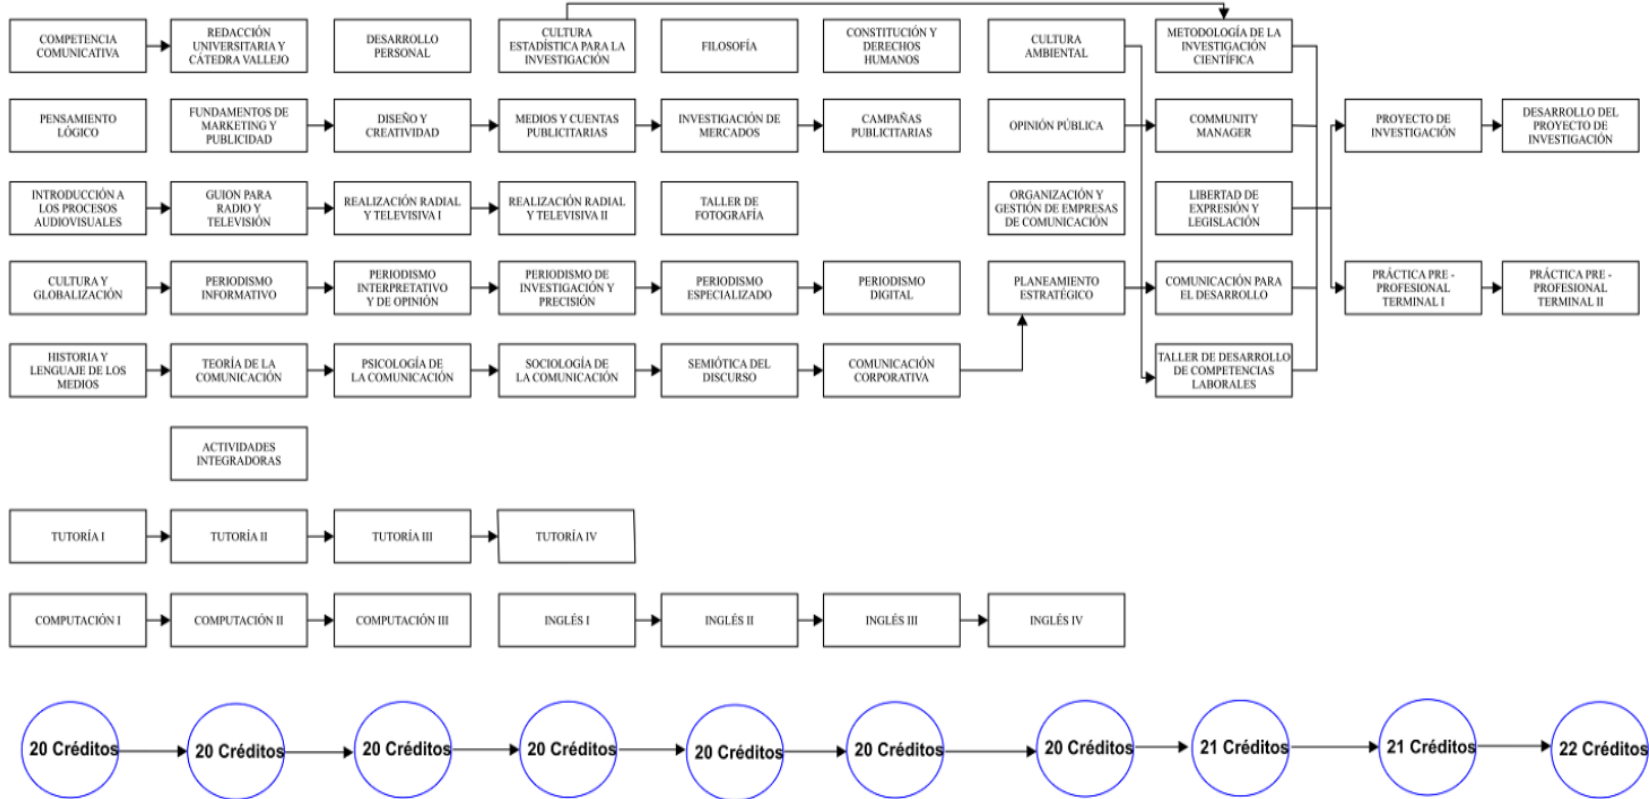 COMPETENCIA
COMUNICATIVA
REDACCIÓN
UNIVERSITARIA Y
CÁTEDRA VALLEJO
DESARROLLO
PERSONAL
CULTURA
ESTADÍSTICA PARA LA
INVESTIGACIÓN
FILOSOFÍA
CONSTITUCIÓN Y
DERECHOS
HUMANOS
CULTURA
AMBIENTAL
METODOLOGÍA DE LA
INVESTIGACIÓN
CIENTÍFICA
PENSAMIENTO
LÓGICO
FUNDAMENTOS DE
MARKETING Y
PUBLICIDAD
DISEÑO Y
CREATIVIDAD
MEDIOS Y CUENTAS
PUBLICITARIAS
INVESTIGACIÓN DE
MERCADOS
CAMPAÑAS
PUBLICITARIAS
OPINIÓN PÚBLICA
COMMUNITY
MANAGER
PROYECTO DE
INVESTIGACIÓN
DESARROLLO DEL
PROYECTO DE
INVESTIGACIÓN
INTRODUCCIÓN A
LOS PROCESOS
AUDIOVISUALES
GUION PARA
RADIO Y
TELEVISIÓN
REALIZACIÓN RADIAL
Y TELEVISIVA I
REALIZACIÓN RADIAL
Y TELEVISIVA II
TALLER DE
FOTOGRAFÍA
ORGANIZACIÓN Y
GESTIÓN DE EMPRESAS
DE COMUNICACIÓN
LIBERTAD DE
EXPRESIÓN Y
LEGISLACIÓN
CULTURA Y
GLOBALIZACIÓN
PERIODISMO
INFORMATIVO
PERIODISMO
INTERPRETATIVO
Y DE OPINIÓN
PERIODISMO DE
INVESTIGACIÓN Y
PRECISIÓN
PERIODISMO
ESPECIALIZADO
PERIODISMO
DIGITAL
PLANEAMIENTO
ESTRATÉGICO
COMUNICACIÓN PARA
EL DESARROLLO
PRÁCTICA PRE -
PROFESIONAL
TERMINAL I
PRÁCTICA PRE -
PROFESIONAL
TERMINAL II
HISTORIA Y
LENGUAJE DE LOS
MEDIOS
TEORÍA DE LA
COMUNICACIÓN
PSICOLOGÍA DE
LA COMUNICACIÓN
SOCIOLOGÍA DE
LA COMUNICACIÓN
SEMIÓTICA DEL
DISCURSO
COMUNICACIÓN
CORPORATIVA
TALLER DE DESARROLLO
DE COMPETENCIAS
LABORALES
ACTIVIDADES
INTEGRADORAS
TUTORÍA I
TUTORÍA II
TUTORÍA III
TUTORÍA IV
COMPUTACIÓN I
COMPUTACIÓN II
COMPUTACIÓN III
INGLÉS I
INGLÉS II
INGLÉS III
INGLÉS IV
20 Créditos
20 Créditos
20 Créditos
20 Créditos
20 Créditos
20 Créditos
20 Créditos
21 Créditos
21 Créditos
22 Créditos